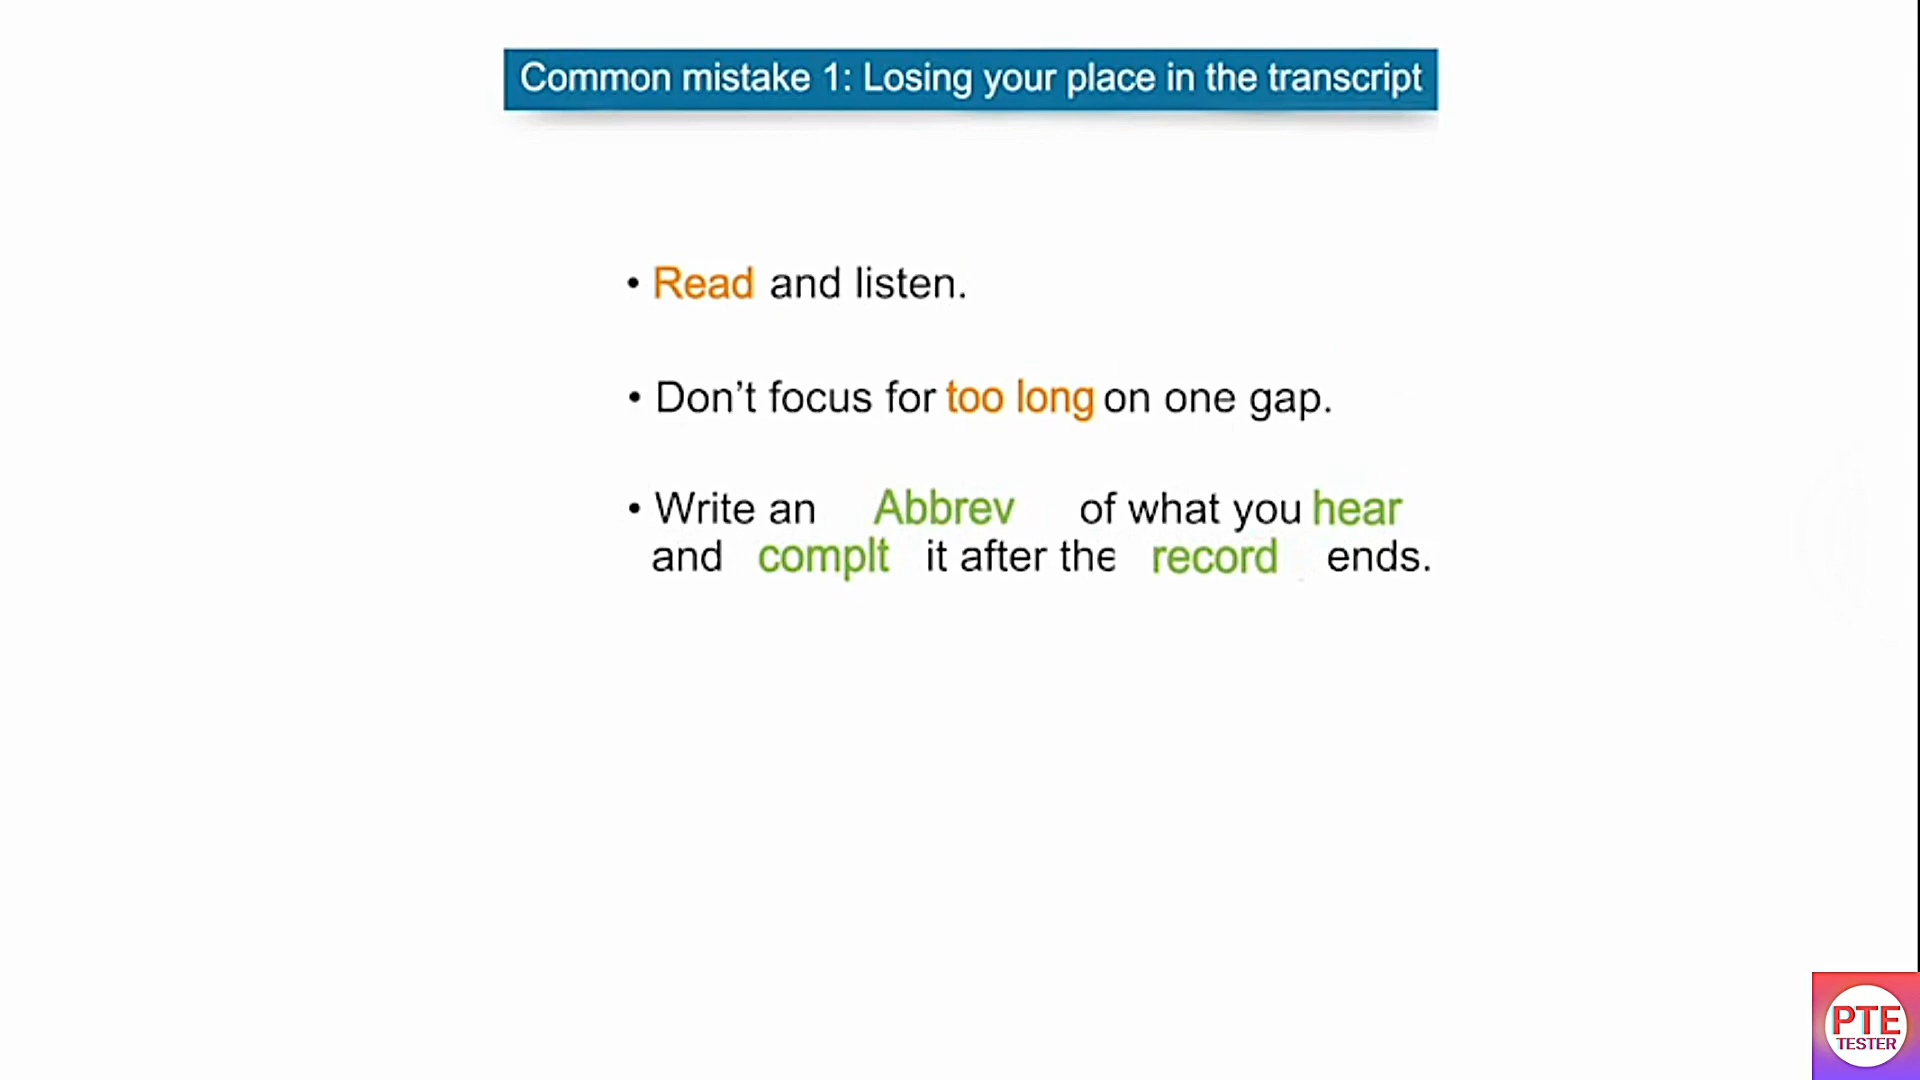 Common mistake 1: Losing your place in the transcript
• Read and listen.
• Don't focus for too long on one gap.
• Write an Abbrev of what you hear
and complt it after the record ends.
PTE
TESTER